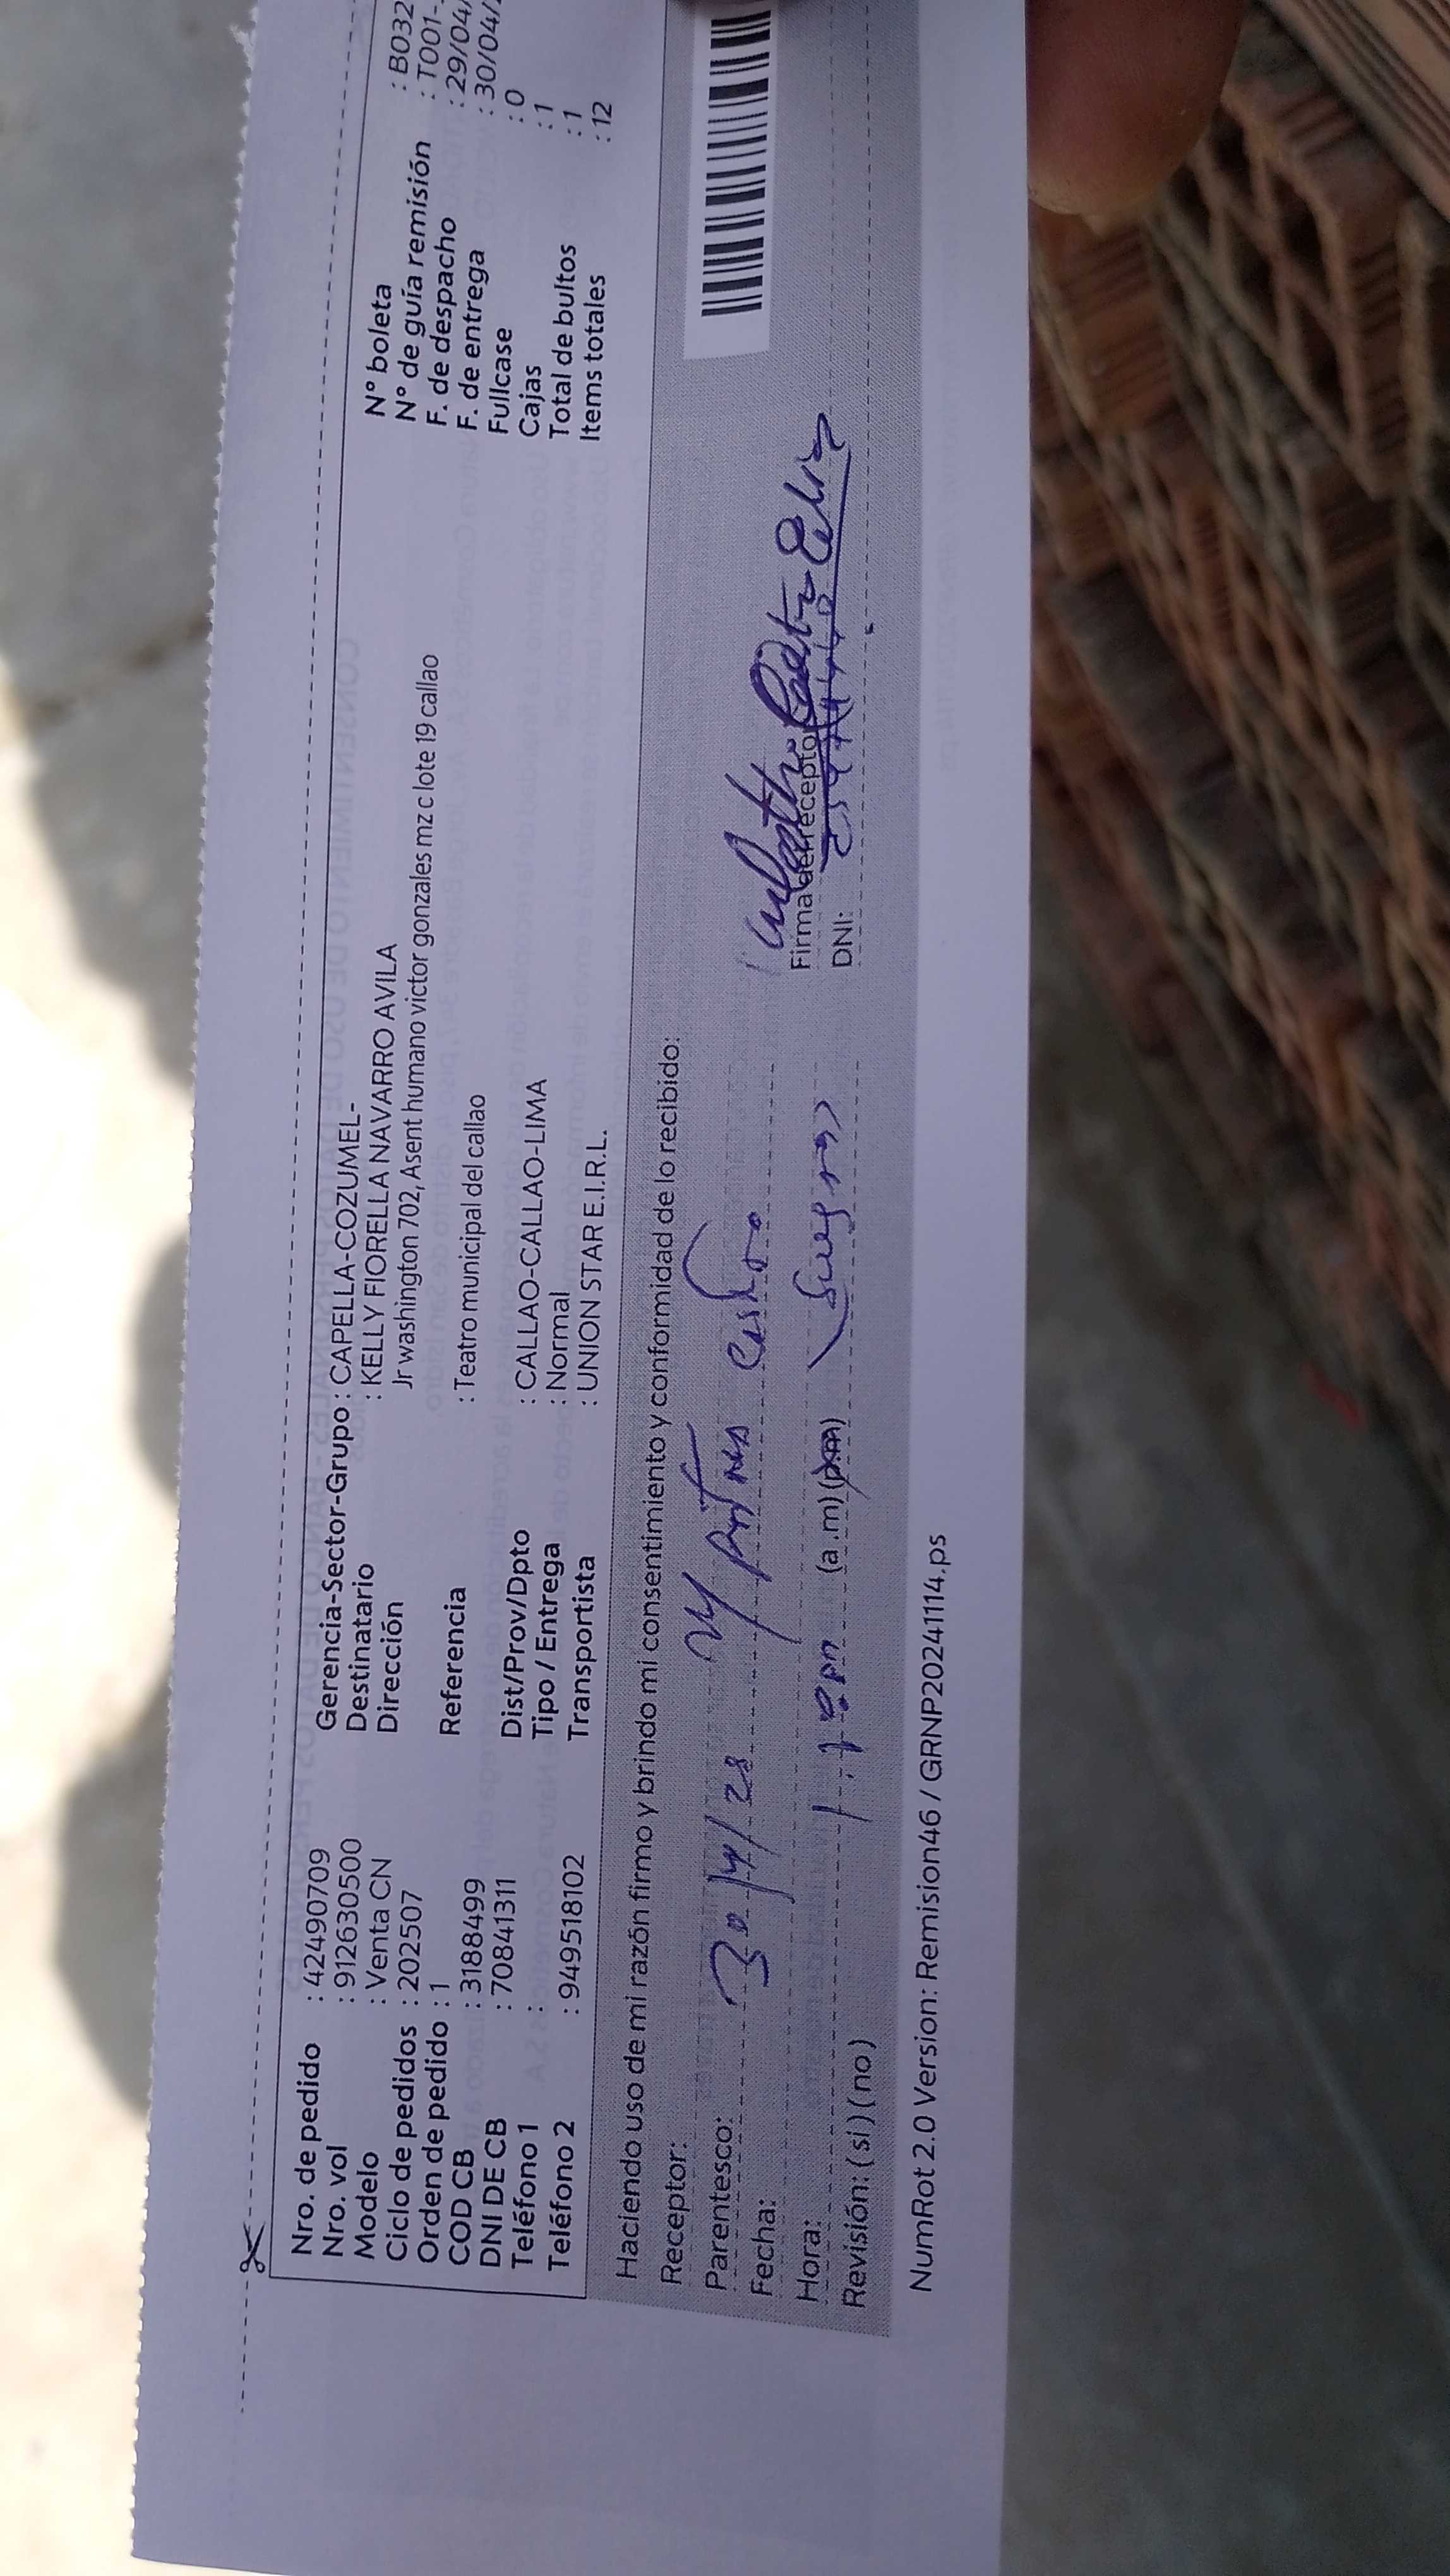 Nro. de pedido : 42490709
Nro. vol : 912630500
Modelo : Venta CN
Ciclo de pedidos : 202507
Orden de pedido : 1
COD CB : 3188499
DNI DE CB : 70841311
Teléfono 1 :
Teléfono 2 : 949518102
Gerencia-Sector-Grupo : CAPELLA-COZUMEL-
Destinatario : KELLY FIORELLA NAVARRO AVILA
Dirección Jr washington 702, Asent humano victor gonzales mz c lote 19 callao
Referencia : Teatro municipal del callao
Dist/Prov/Dpto : CALLAO-CALLAO-LIMA
Tipo / Entrega : Normal
Transportista : UNION STAR E.I.R.L.
N° boleta : B032
N° de guía remisión : T001-
F. de despacho : 29/04/
F. de entrega : 30/04/
Fullcase : 0
Cajas : 1
Total de bultos : 1
Items totales : 12
Haciendo uso de mi razón firmo y brindo mi consentimiento y conformidad de lo recibido:
Receptor:
Parentesco:
Fecha:
Hora: (a .m) (p.m)
Revisión: ( si ) ( no )
Firma del receptor
DNI:
NumRot 2.0 Version: Remision46 / GRNP20241114.ps